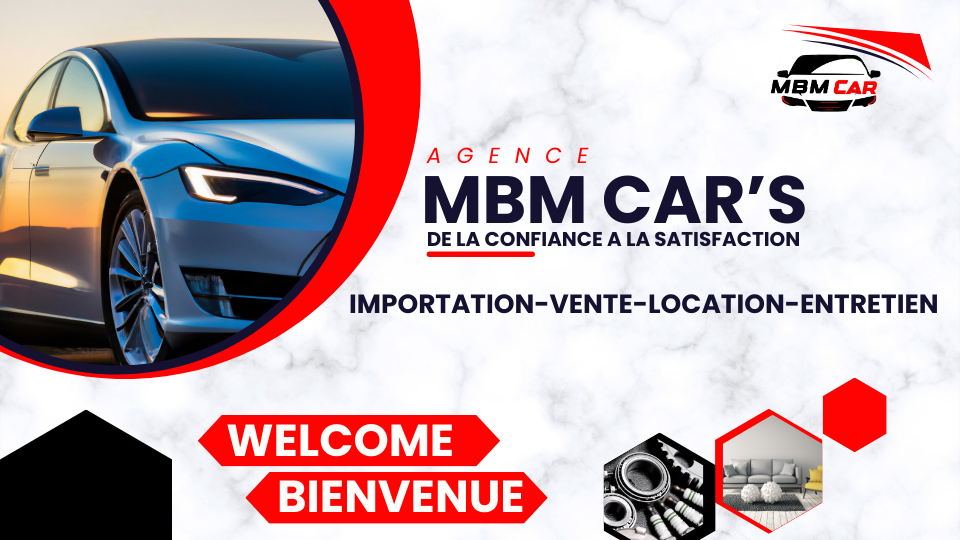 MBM CAR
AGENCE
MBM CAR’S
DE LA CONFIANCE A LA SATISFACTION
IMPORTATION-VENTE-LOCATION-ENTRETIEN
WELCOME
BIENVENUE